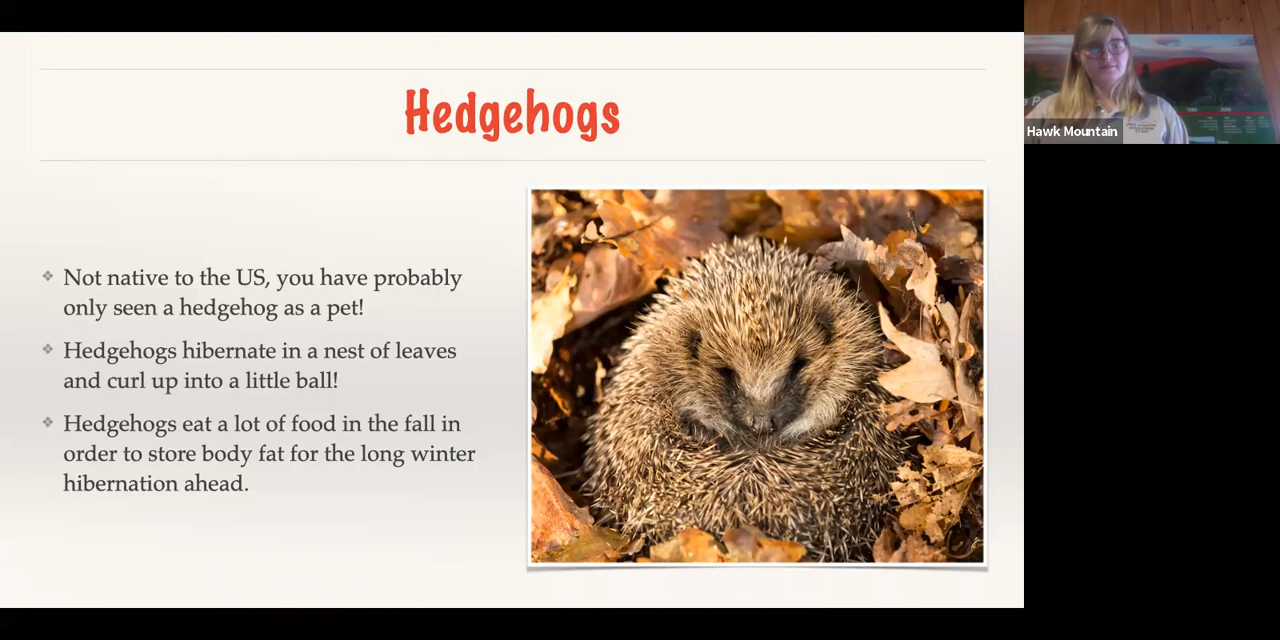 Hedgehogs
Not native to the US, you have probably
only seen a hedgehog as a pet!
Hedgehogs hibernate in a nest of leaves
and curl up into a little ball!
Hedgehogs eat a lot of food in the fall in
order to store body fat for the long winter
hibernation ahead.
Hawk Mountain